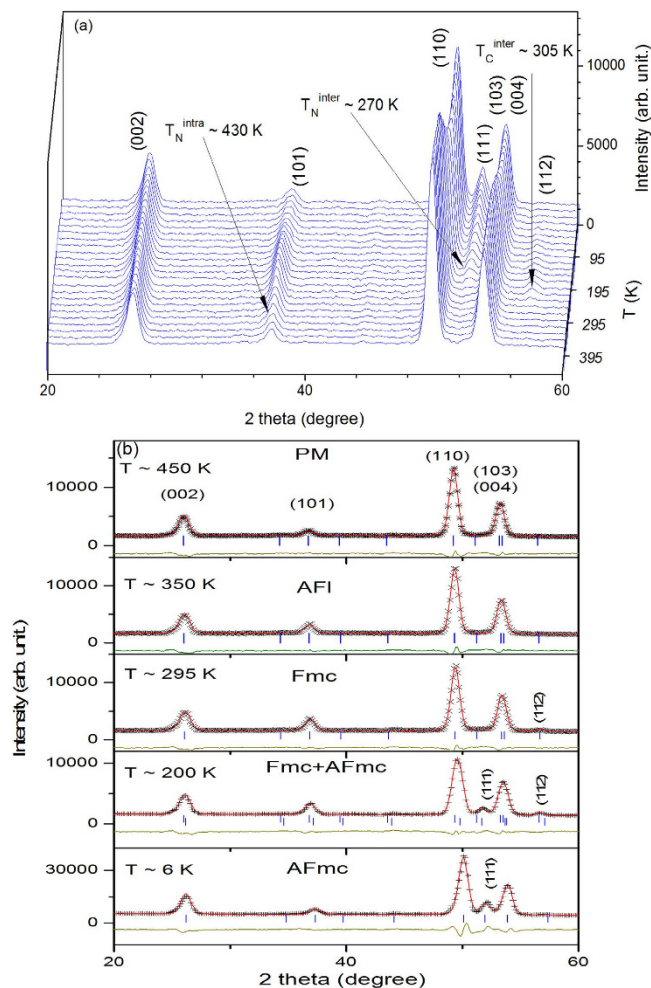 (a)
(002)
T_N^intra ~ 430 K
(101)
T_N^inter ~ 270 K
(110)
T_C^inter ~ 305 K
(103)
(004)
(111)
(112)
10000
5000
0
Intensity (arb. unit.)
95
195
295
395
T (K)
20
40
60
2 theta (degree)
(b)
T ~ 450 K
PM
(002)
(101)
(110)
(103)
(004)
10000
0
T ~ 350 K
AFI
10000
0
T ~ 295 K
Fmc
(112)
10000
0
T ~ 200 K
Fmc+AFmc
(111)
(112)
10000
0
T ~ 6 K
AFmc
(111)
30000
0
Intensity (arb. unit.)
20
40
60
2 theta (degree)